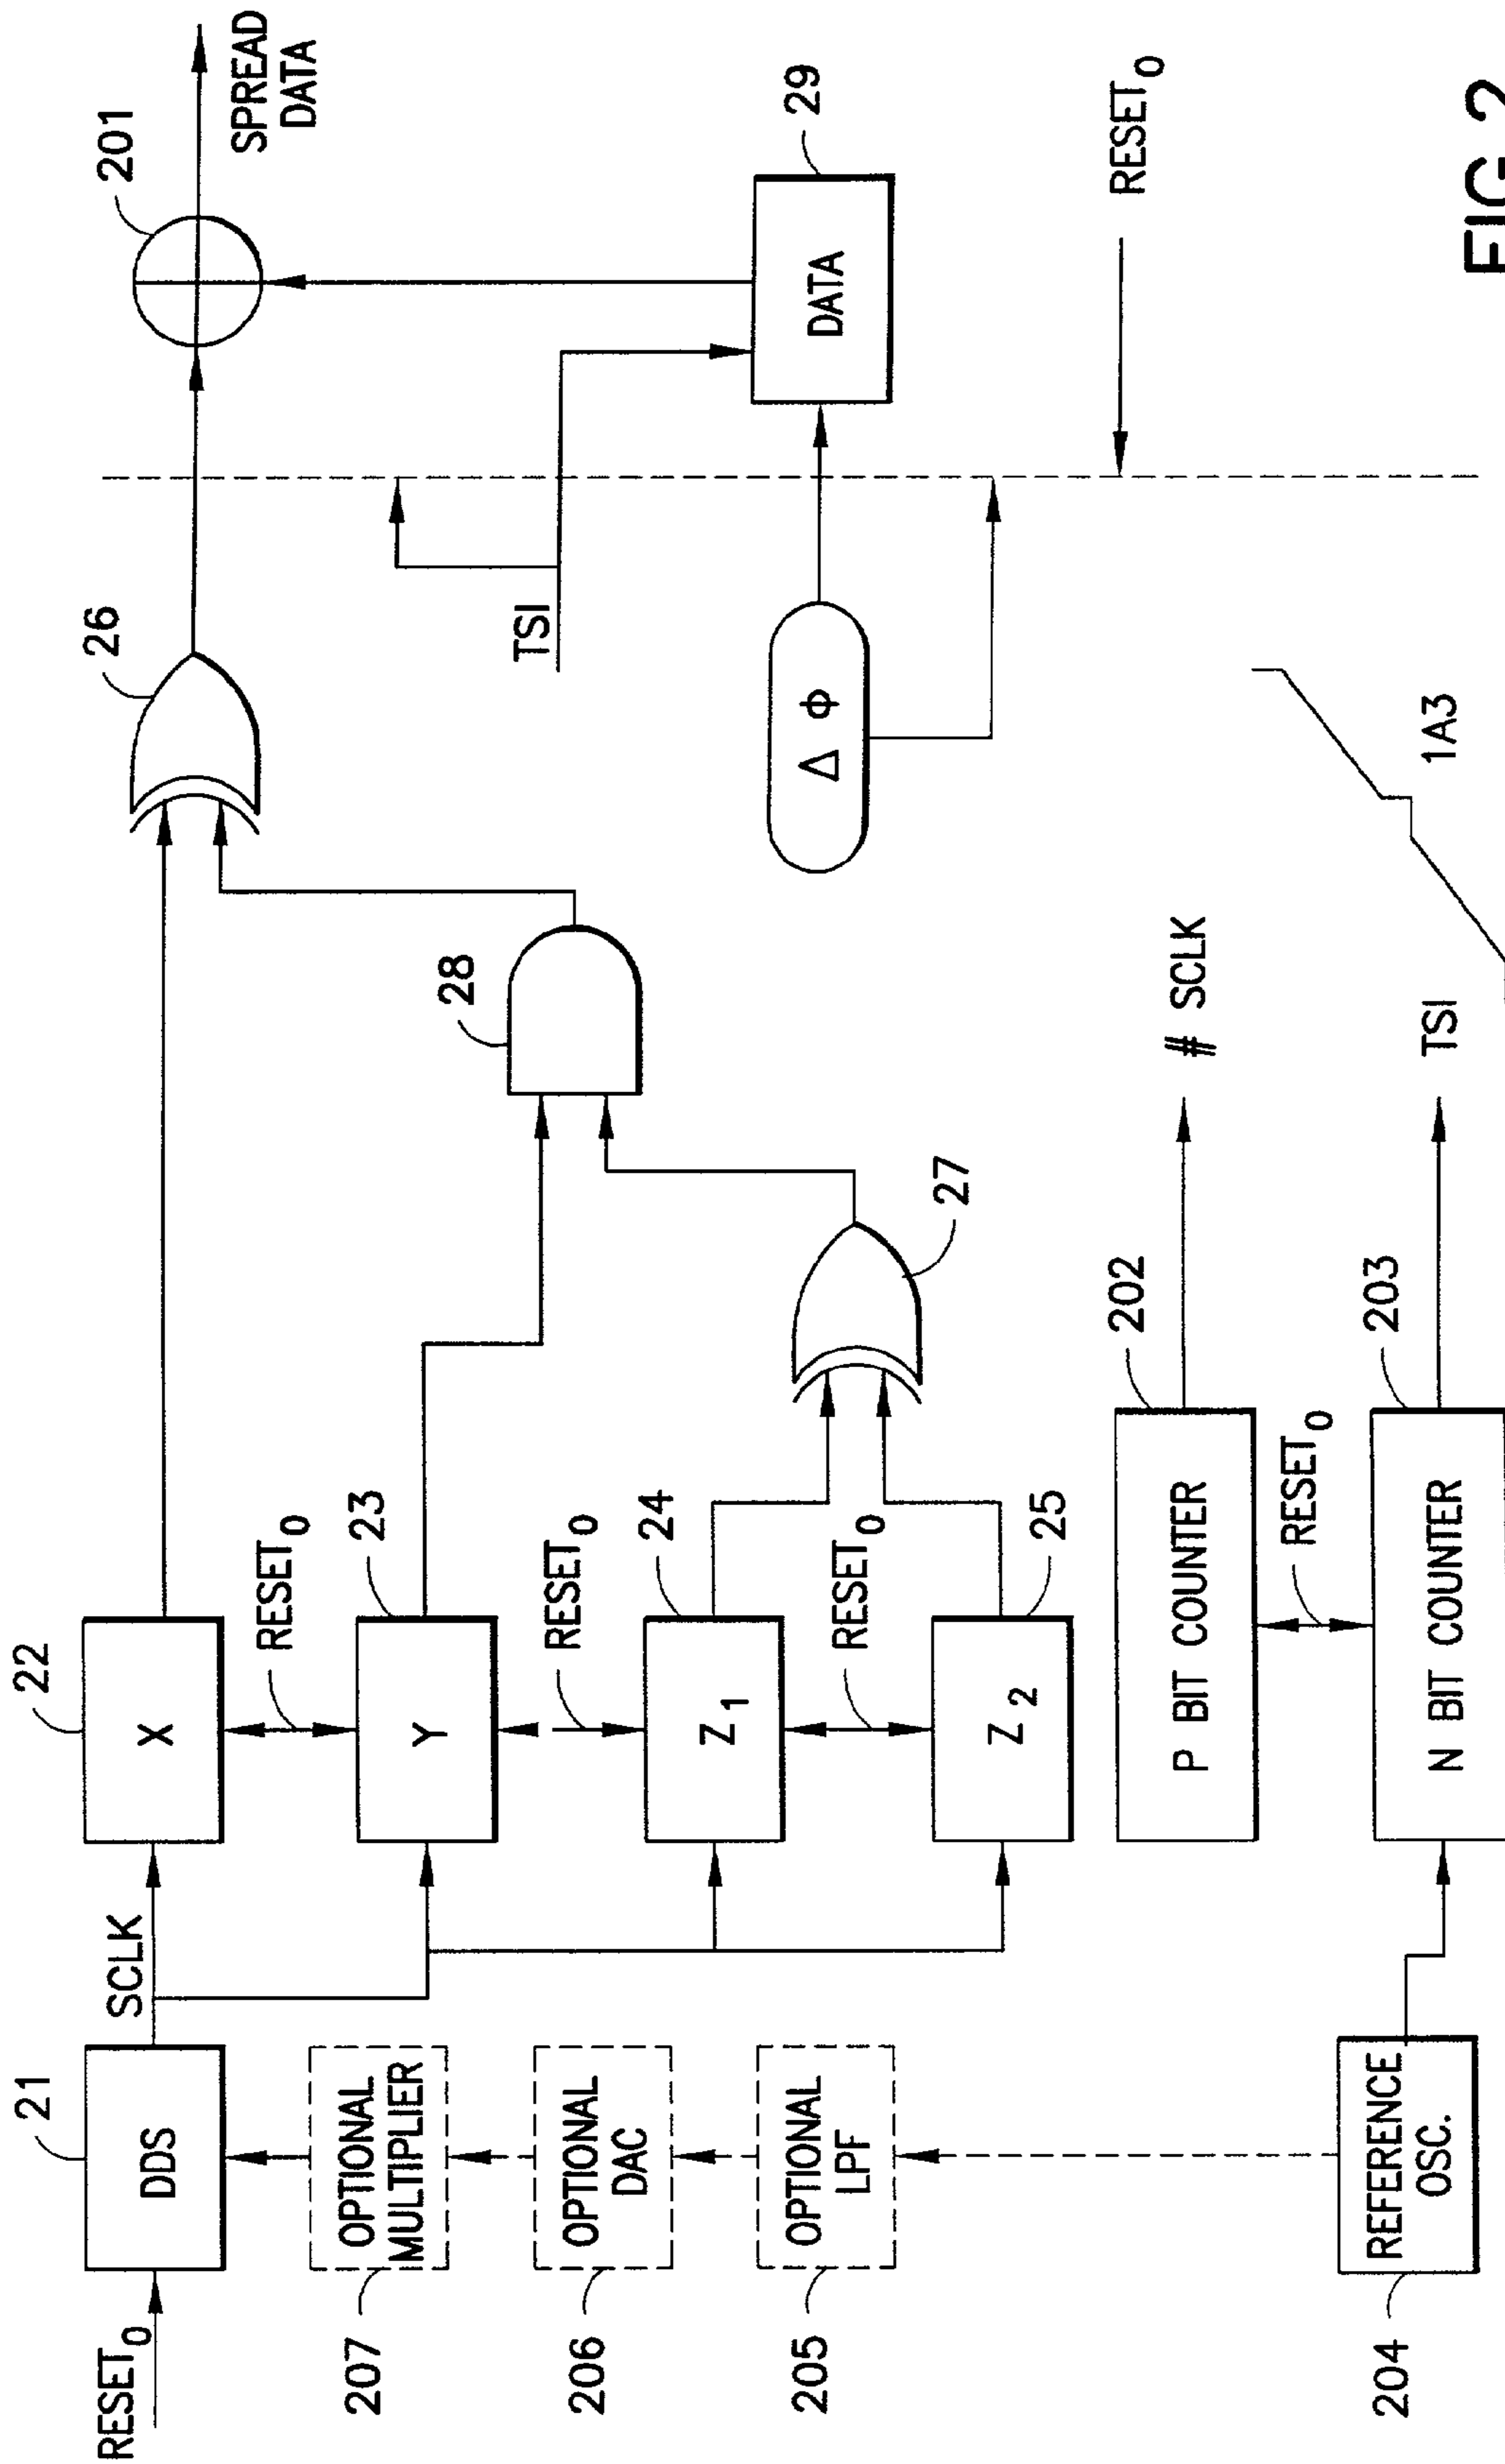 RESET0
21
DDS
SCLK
207
OPTIONAL
MULTIPLIER
206
OPTIONAL
DAC
205
OPTIONAL
LPF
204
REFERENCE
OSC.
22
X
RESET0
23
Y
RESET0
24
Z1
RESET0
25
Z2
202
P BIT COUNTER
RESET0
203
N BIT COUNTER
# SCLK
TSI
1A3
27
28
26
TSI
Δ Φ
201
SPREAD
DATA
29
DATA
RESET0
FIG.2